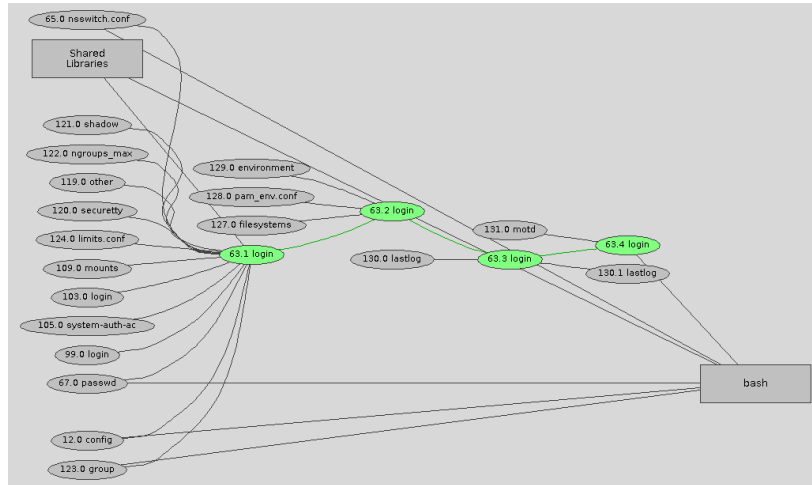 65.0 nsswitch.conf
Shared
Libraries
121.0 shadow
122.0 ngroups_max
119.0 other
120.0 securetty
124.0 limits.conf
109.0 mounts
103.0 login
105.0 system-auth-ac
99.0 login
67.0 passwd
12.0 config
123.0 group
129.0 environment
128.0 pam_env.conf
127.0 filesystems
63.1 login
63.2 login
130.0 lastlog
131.0 motd
63.3 login
63.4 login
130.1 lastlog
bash